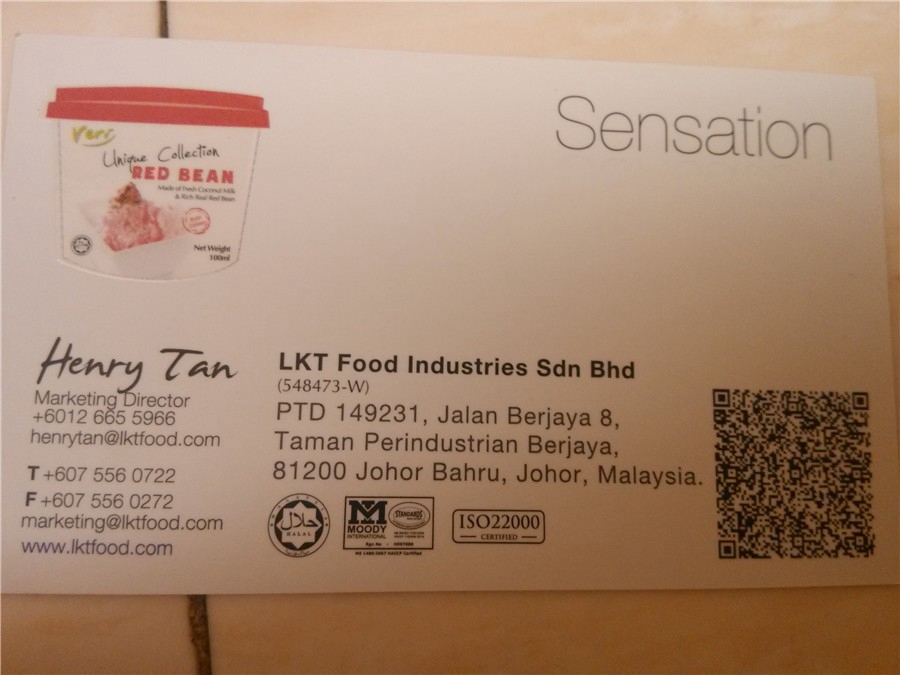 Sensation
Unique Collection
RED BEAN
Made of Fresh Coconut Milk
& Rich Real Red Bean
Net Weight
100ml
Henry Tan
Marketing Director
+6012 665 5966
henrytan@lktfood.com
T +607 556 0722
F +607 556 0272
marketing@lktfood.com
www.lktfood.com
LKT Food Industries Sdn Bhd
(548473-W)
PTD 149231, Jalan Berjaya 8,
Taman Perindustrian Berjaya,
81200 Johor Bahru, Johor, Malaysia.
حلال
HALAL
MOODY
INTERNATIONAL
STANDARDS
ISO22000
CERTIFIED